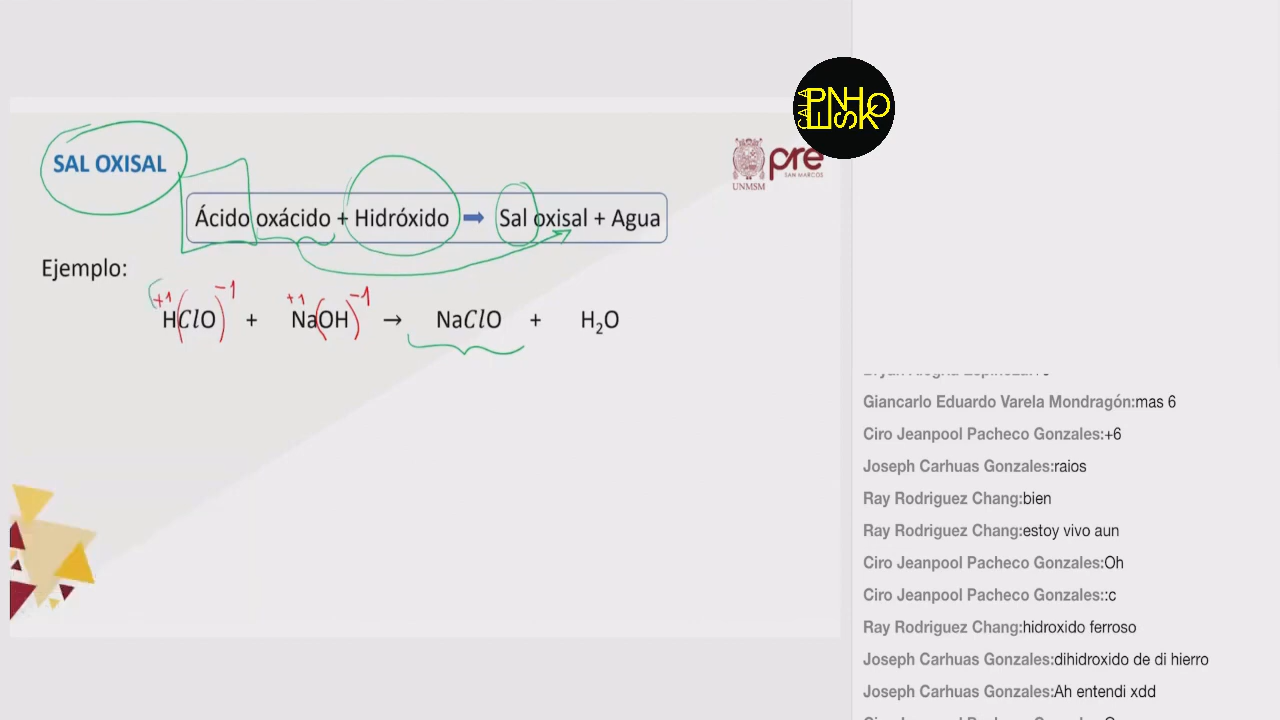 CALA
PENHOSK
SAL OXISAL
pre
SAN MARCOS
UNMSM
Ácido oxácido + Hidróxido ➡ Sal oxisal + Agua
Ejemplo:
+1 -1 +1 -1
HClO + NaOH → NaClO + H₂O
Giancarlo Eduardo Varela Mondragón:mas 6
Ciro Jeanpool Pacheco Gonzales:+6
Joseph Carhuas Gonzales:raios
Ray Rodriguez Chang:bien
Ray Rodriguez Chang:estoy vivo aun
Ciro Jeanpool Pacheco Gonzales:Oh
Ciro Jeanpool Pacheco Gonzales::c
Ray Rodriguez Chang:hidroxido ferroso
Joseph Carhuas Gonzales:dihidroxido de di hierro
Joseph Carhuas Gonzales:Ah entendi xdd